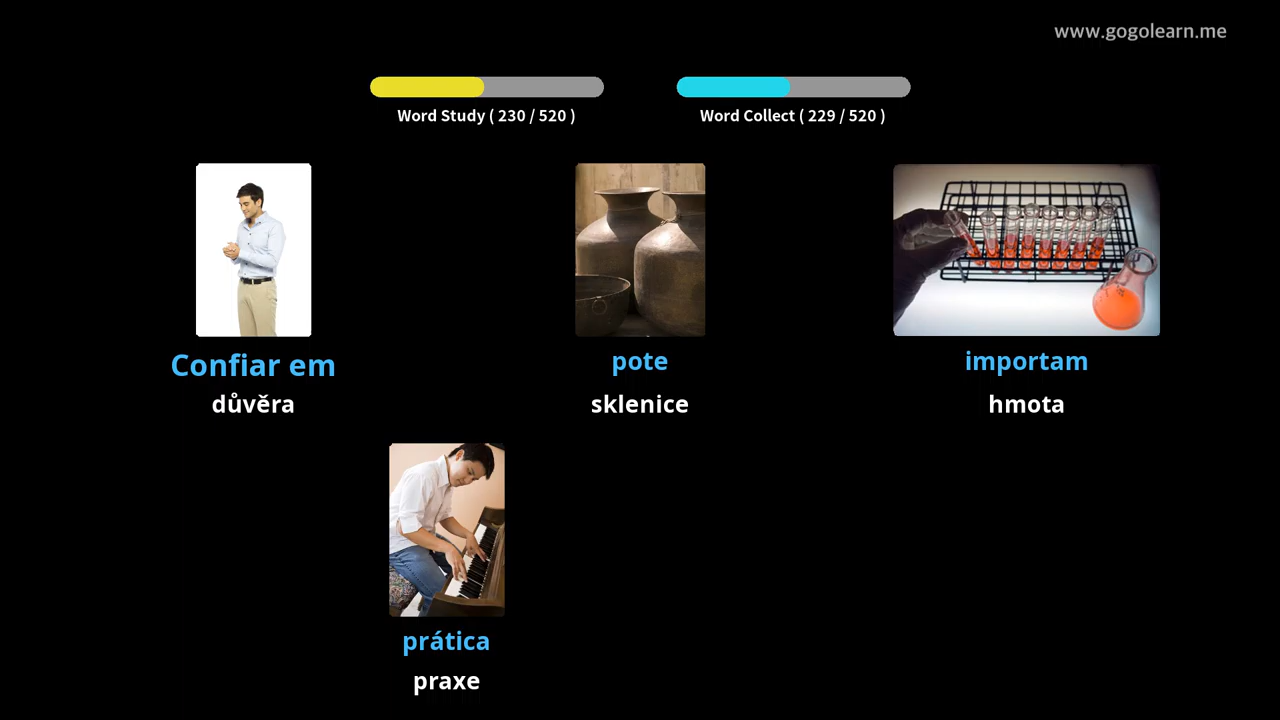 www.gogolearn.me
Word Study ( 230 / 520 )
Word Collect ( 229 / 520 )
Confiar em
důvěra
pote
sklenice
importam
hmota
prática
praxe